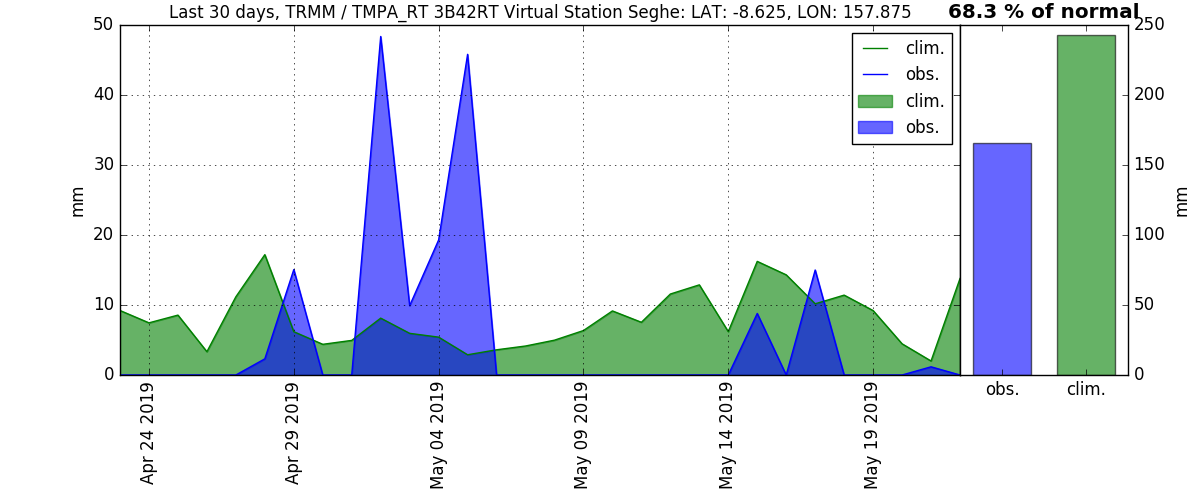 Last 30 days, TRMM / TMPA_RT 3B42RT Virtual Station Seghe: LAT: -8.625, LON: 157.875
68.3 % of normal
50
40
30
20
10
0
mm
clim.
obs.
clim.
obs.
250
200
150
100
50
0
mm
Apr 24 2019
Apr 29 2019
May 04 2019
May 09 2019
May 14 2019
May 19 2019
obs.
clim.